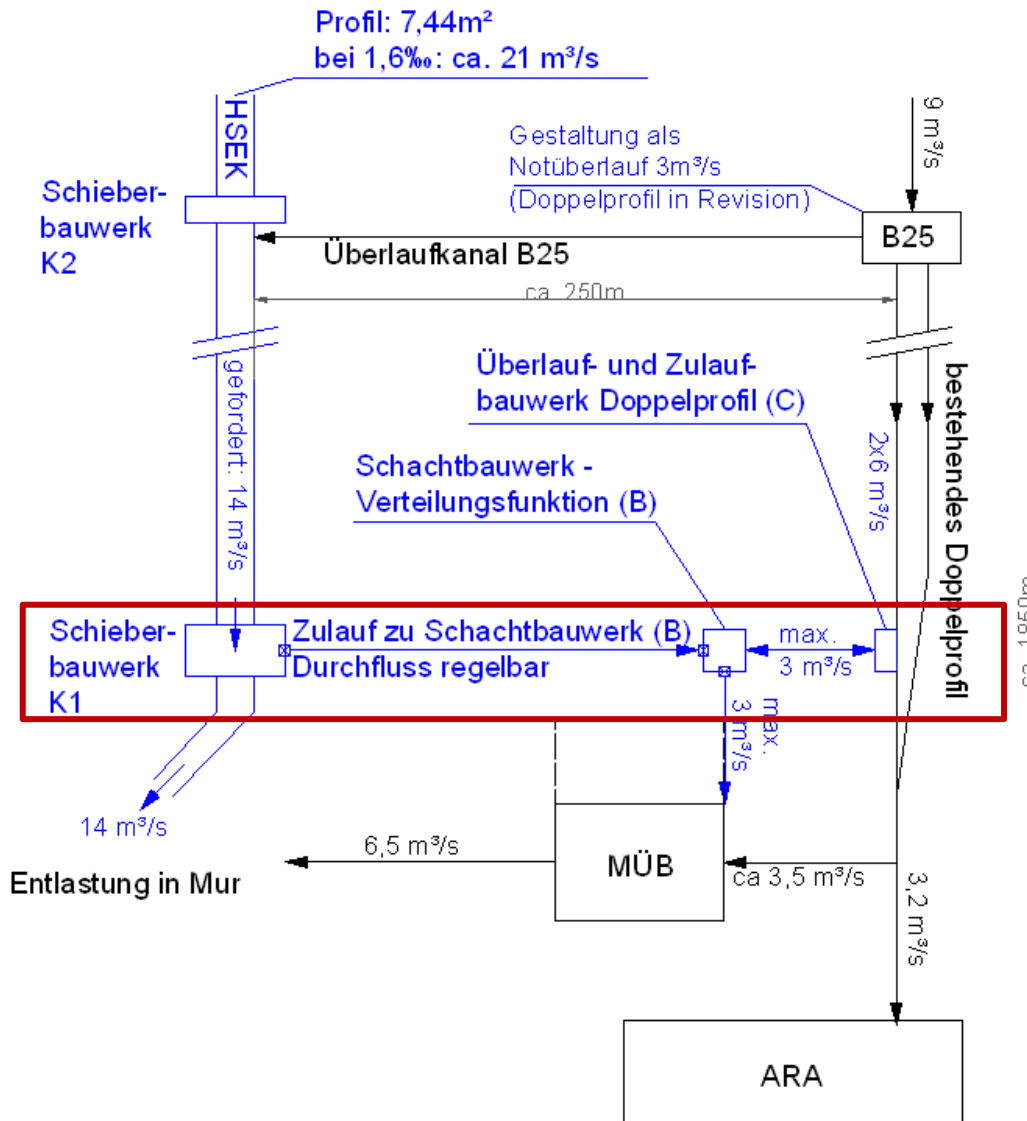 Profil: 7,44m²
bei 1,6‰: ca. 21 m³/s
HSEK
9 m³/s
Gestaltung als
Notüberlauf 3m³/s
(Doppelprofil in Revision)
Schieber-
bauwerk
K2
B25
Überlaufkanal B25
ca. 250m
Überlauf- und Zulauf-
bauwerk Doppelprofil (C)
bestehendes Doppelprofil
gefordert: 14 m³/s
2x6 m³/s
Schachtbauwerk -
Verteilungsfunktion (B)
ca. 1850m
Schieber-
bauwerk
K1
Zulauf zu Schachtbauwerk (B)
Durchfluss regelbar
max.
3 m³/s
max.
3 m³/s
14 m³/s
Entlastung in Mur
6,5 m³/s
MÜB
ca 3,5 m³/s
3,2 m³/s
ARA